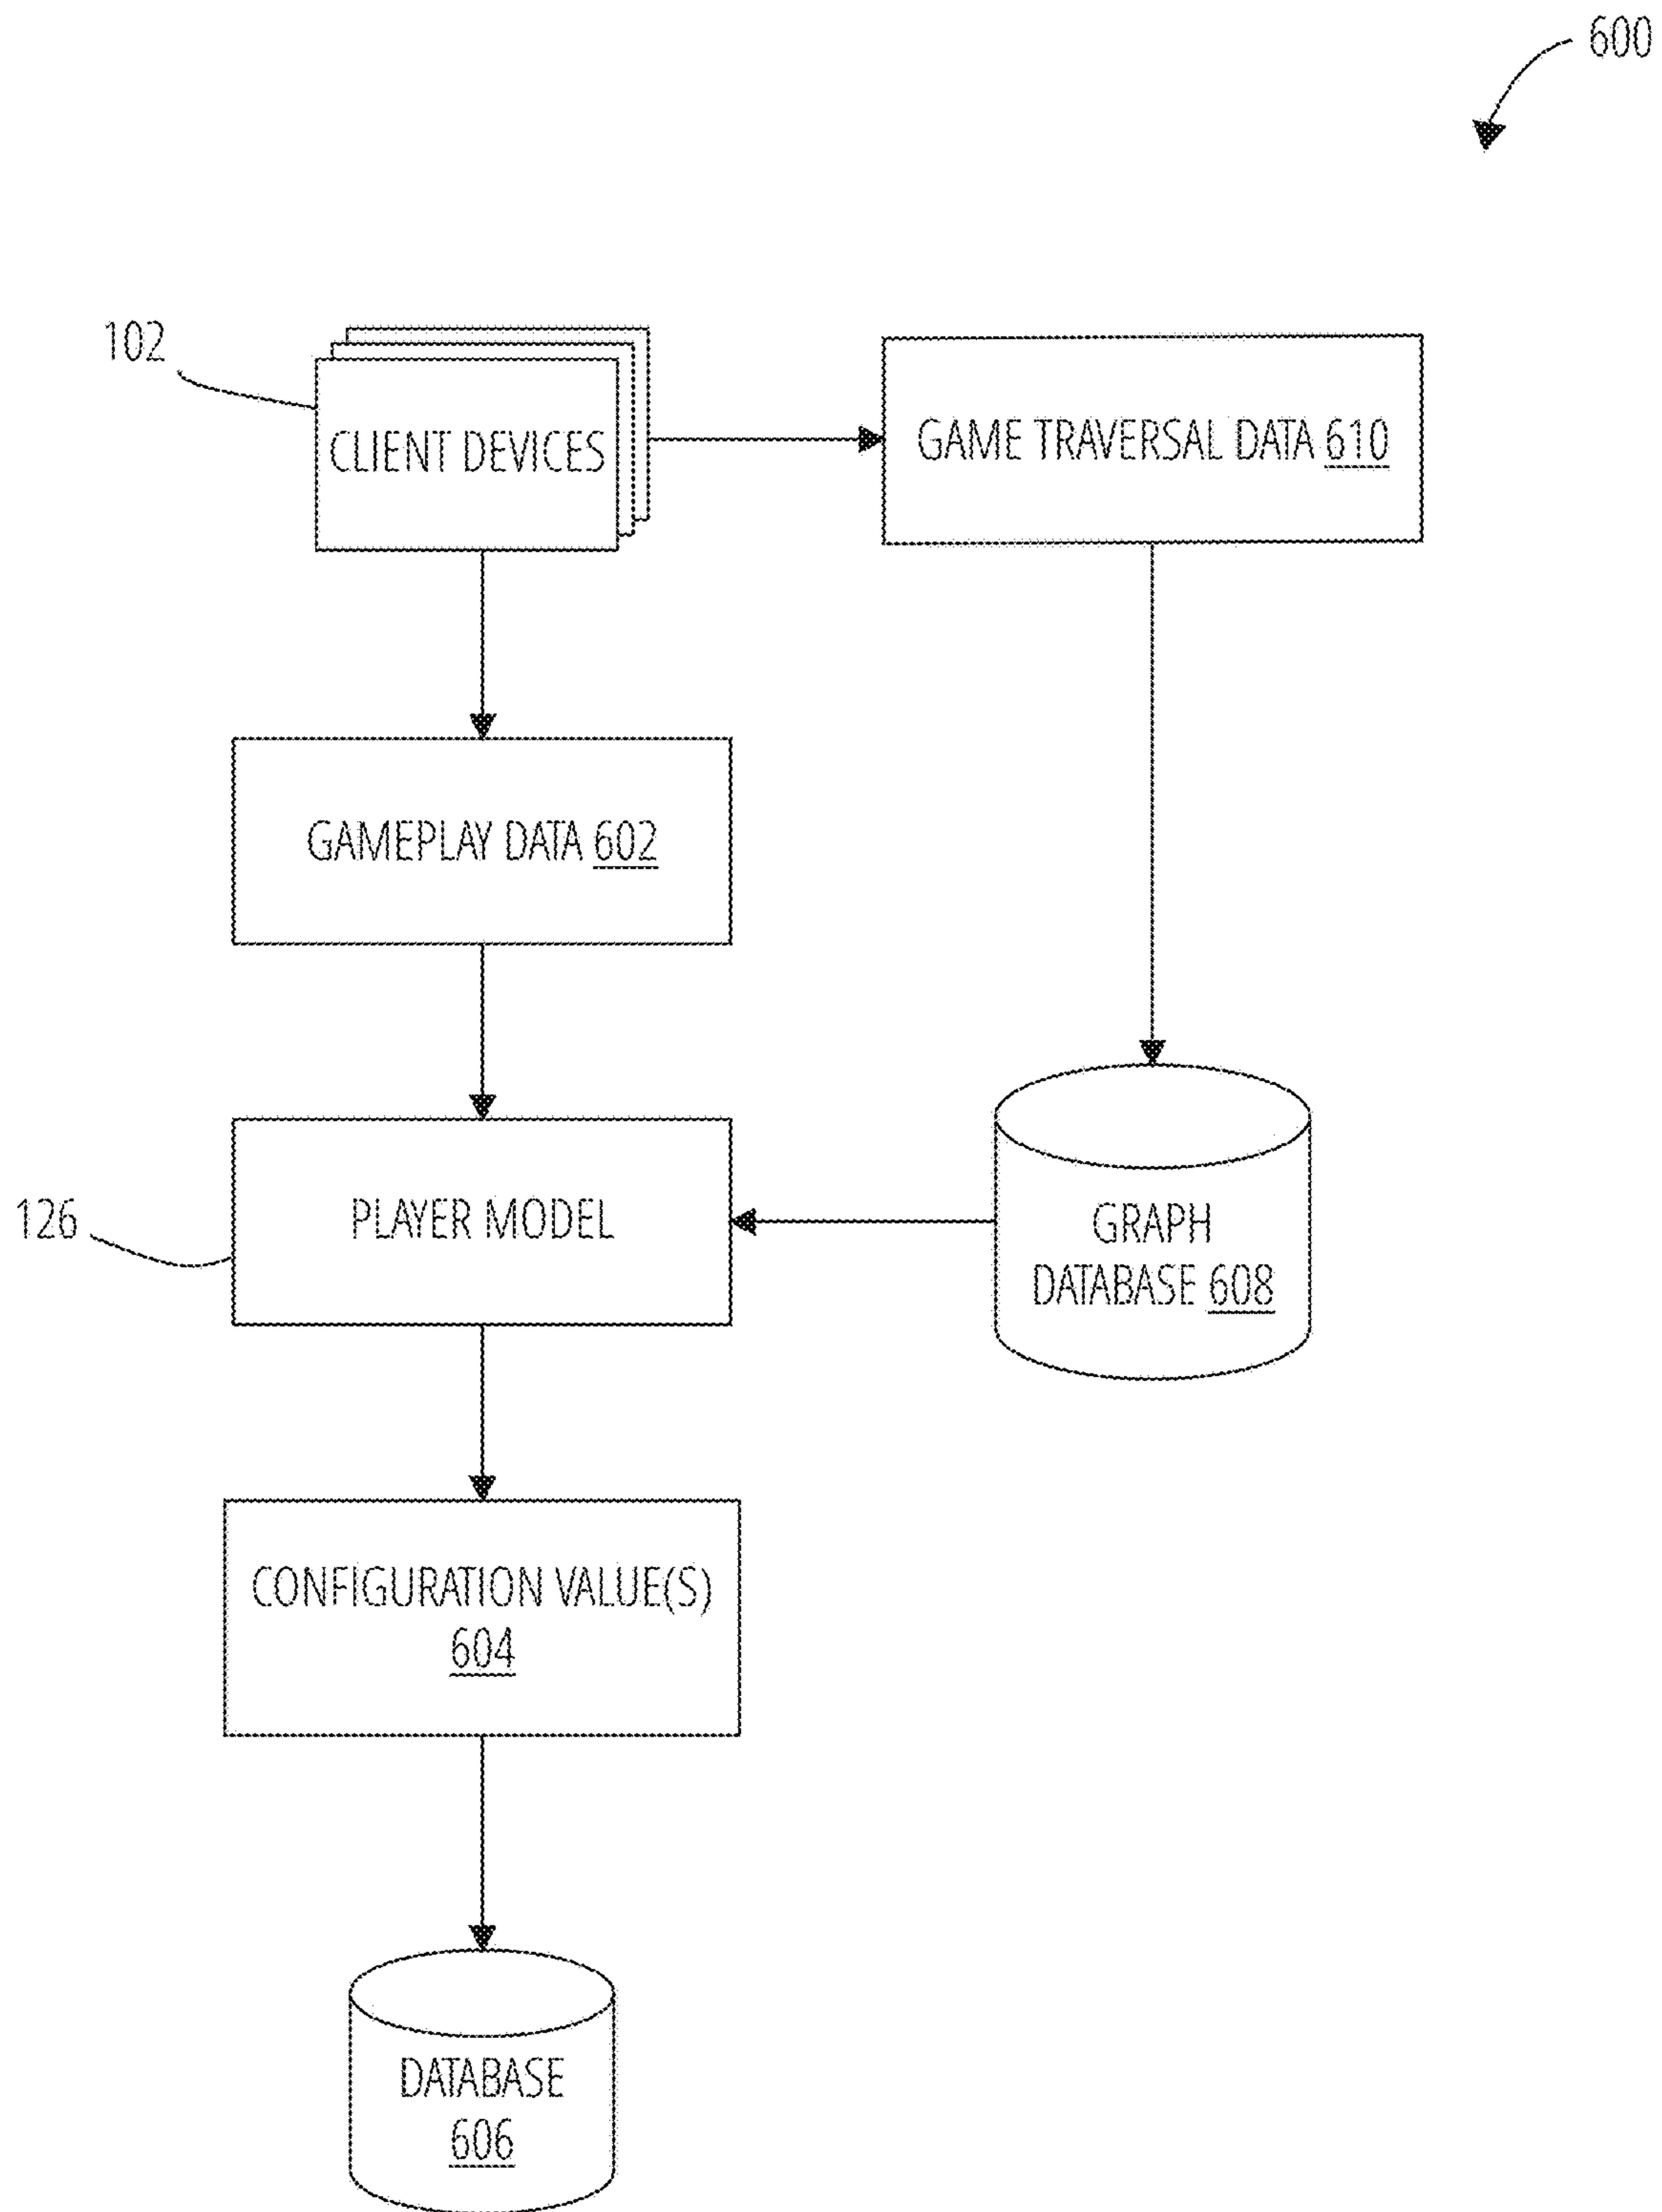 600
102
CLIENT DEVICES
GAME TRAVERSAL DATA 610
GAMEPLAY DATA 602
126
PLAYER MODEL
GRAPH
DATABASE 608
CONFIGURATION VALUE(S)
604
DATABASE
606